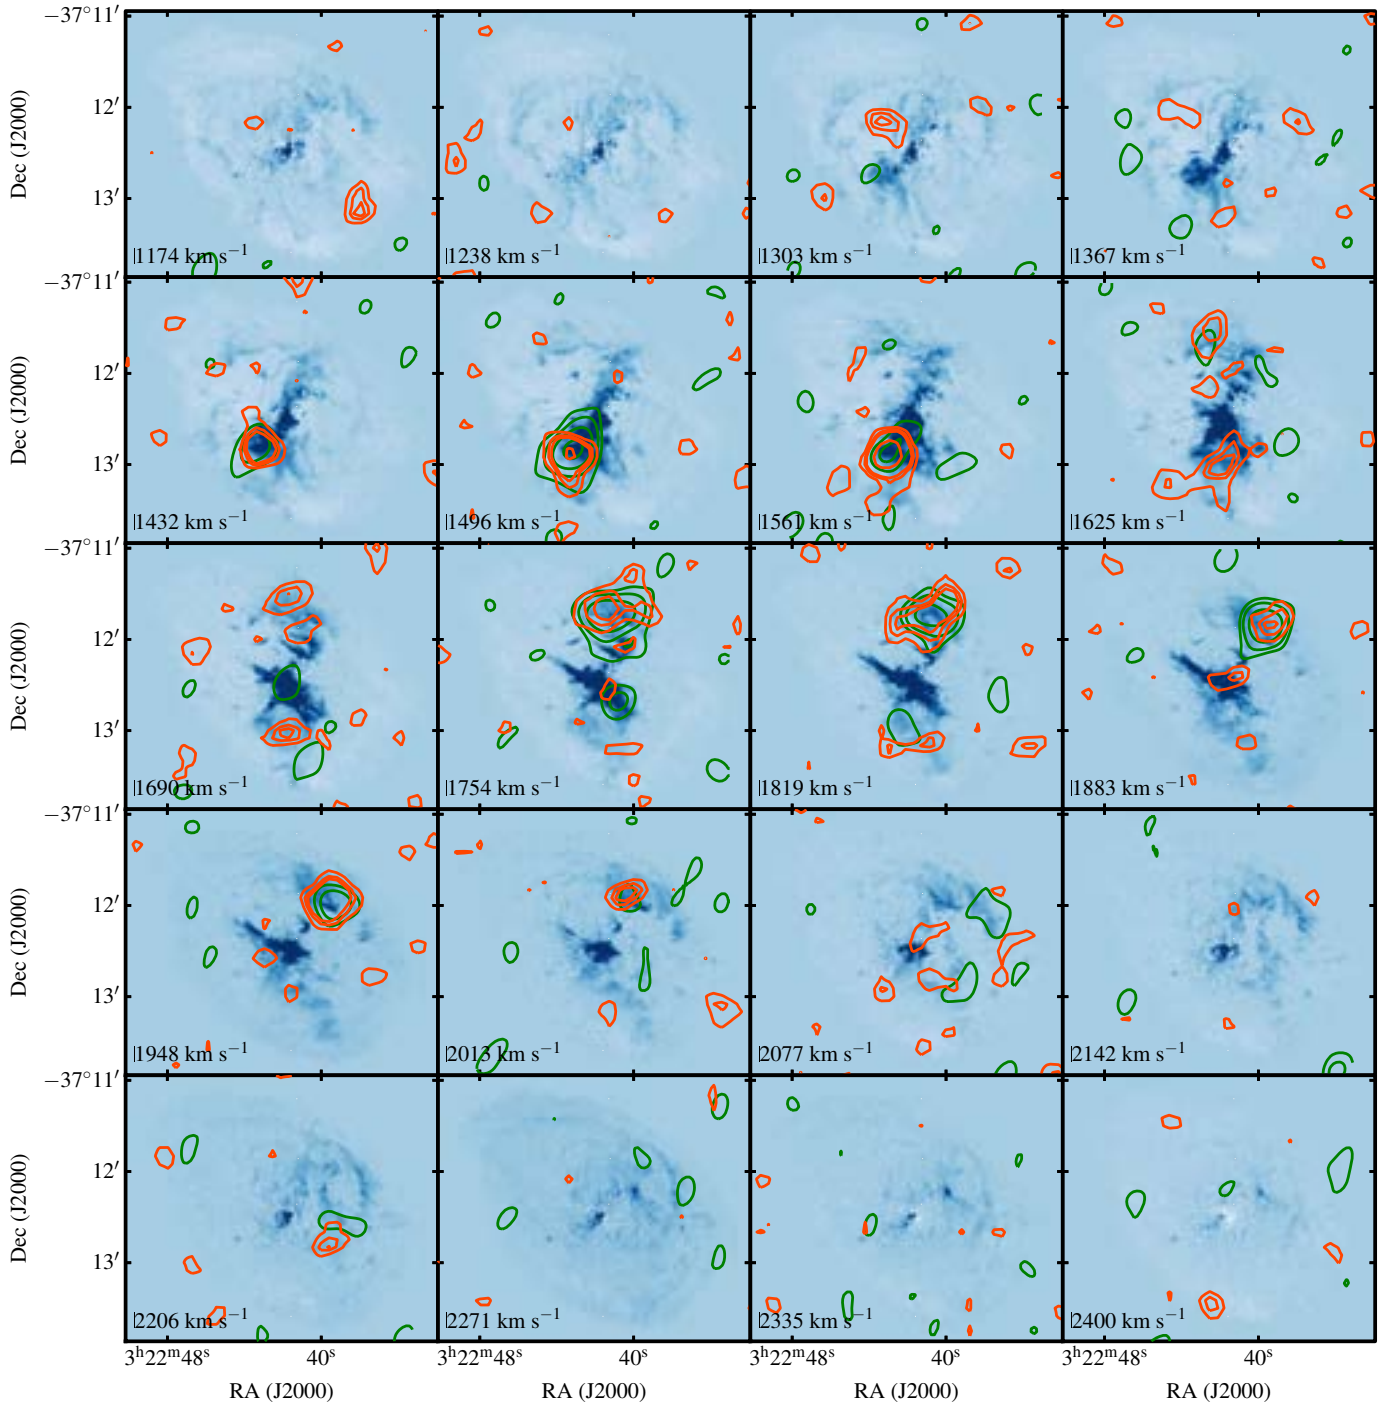 −37°11′
12′
13′
Dec (J2000)
1174 km s⁻¹
1238 km s⁻¹
1303 km s⁻¹
1367 km s⁻¹
−37°11′
12′
13′
Dec (J2000)
1432 km s⁻¹
1496 km s⁻¹
1561 km s⁻¹
1625 km s⁻¹
−37°11′
12′
13′
Dec (J2000)
1690 km s⁻¹
1754 km s⁻¹
1819 km s⁻¹
1883 km s⁻¹
−37°11′
12′
13′
Dec (J2000)
1948 km s⁻¹
2013 km s⁻¹
2077 km s⁻¹
2142 km s⁻¹
−37°11′
12′
13′
Dec (J2000)
2206 km s⁻¹
2271 km s⁻¹
2335 km s⁻¹
2400 km s⁻¹
3ʰ22ᵐ48ˢ 40ˢ 3ʰ22ᵐ48ˢ 40ˢ 3ʰ22ᵐ48ˢ 40ˢ 3ʰ22ᵐ48ˢ 40ˢ
RA (J2000) RA (J2000) RA (J2000) RA (J2000)